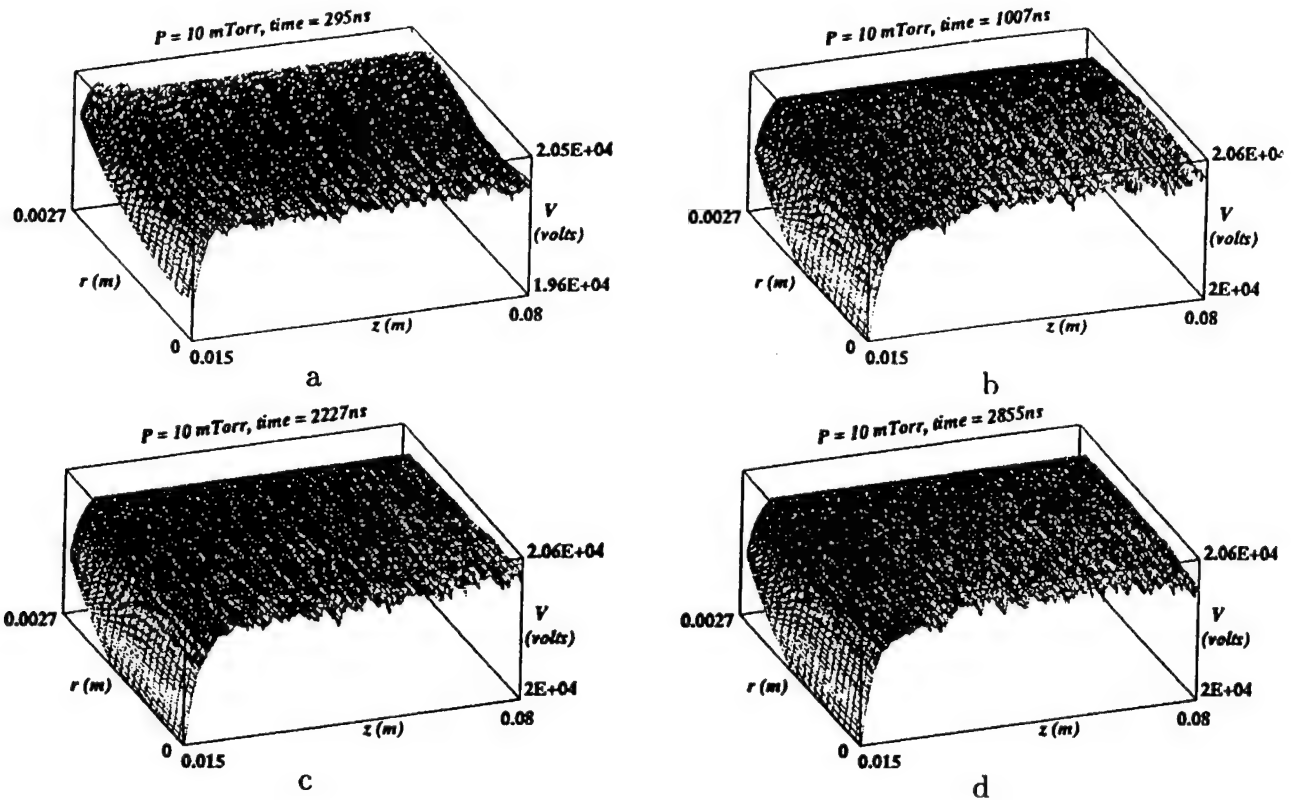 P = 10 mTorr, time = 295ns
2.05E+04
V
(volts)
1.96E+04
0.0027
r (m)
z (m)
0.08
0
0.015
a
P = 10 mTorr, time = 1007ns
2.06E+04
V
(volts)
2E+04
0.0027
r (m)
z (m)
0.08
0
0.015
b
P = 10 mTorr, time = 2227ns
2.06E+04
V
(volts)
2E+04
0.0027
r (m)
z (m)
0.08
0
0.015
c
P = 10 mTorr, time = 2855ns
2.06E+04
V
(volts)
2E+04
0.0027
r (m)
z (m)
0.08
0
0.015
d